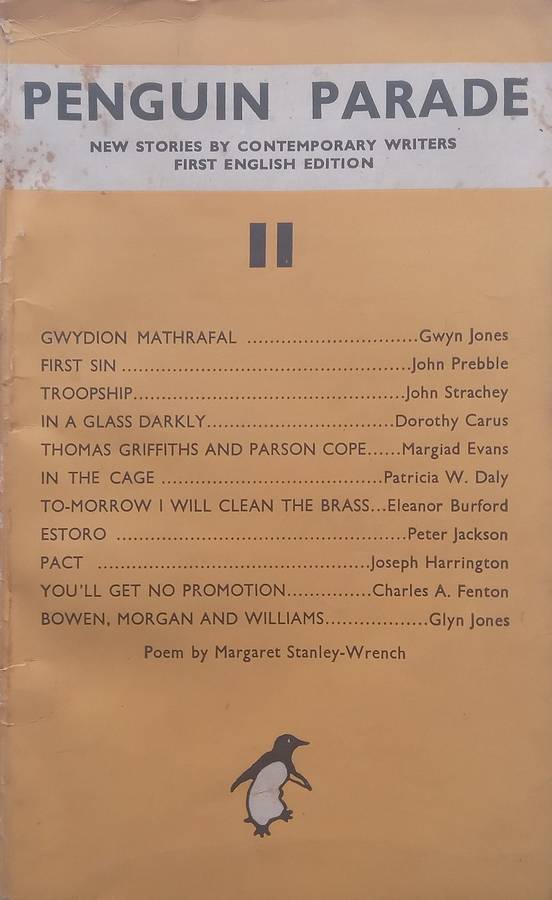 PENGUIN PARADE
NEW STORIES BY CONTEMPORARY WRITERS
FIRST ENGLISH EDITION
11
GWYDION MATHRAFAL ..............................Gwyn Jones
FIRST SIN ....................................................John Prebble
TROOPSHIP.................................................John Strachey
IN A GLASS DARKLY..................................Dorothy Carus
THOMAS GRIFFITHS AND PARSON COPE......Margiad Evans
IN THE CAGE ........................................Patricia W. Daly
TO-MORROW I WILL CLEAN THE BRASS...Eleanor Burford
ESTORO ....................................................Peter Jackson
PACT .................................................Joseph Harrington
YOU'LL GET NO PROMOTION...............Charles A. Fenton
BOWEN, MORGAN AND WILLIAMS..................Glyn Jones
Poem by Margaret Stanley-Wrench